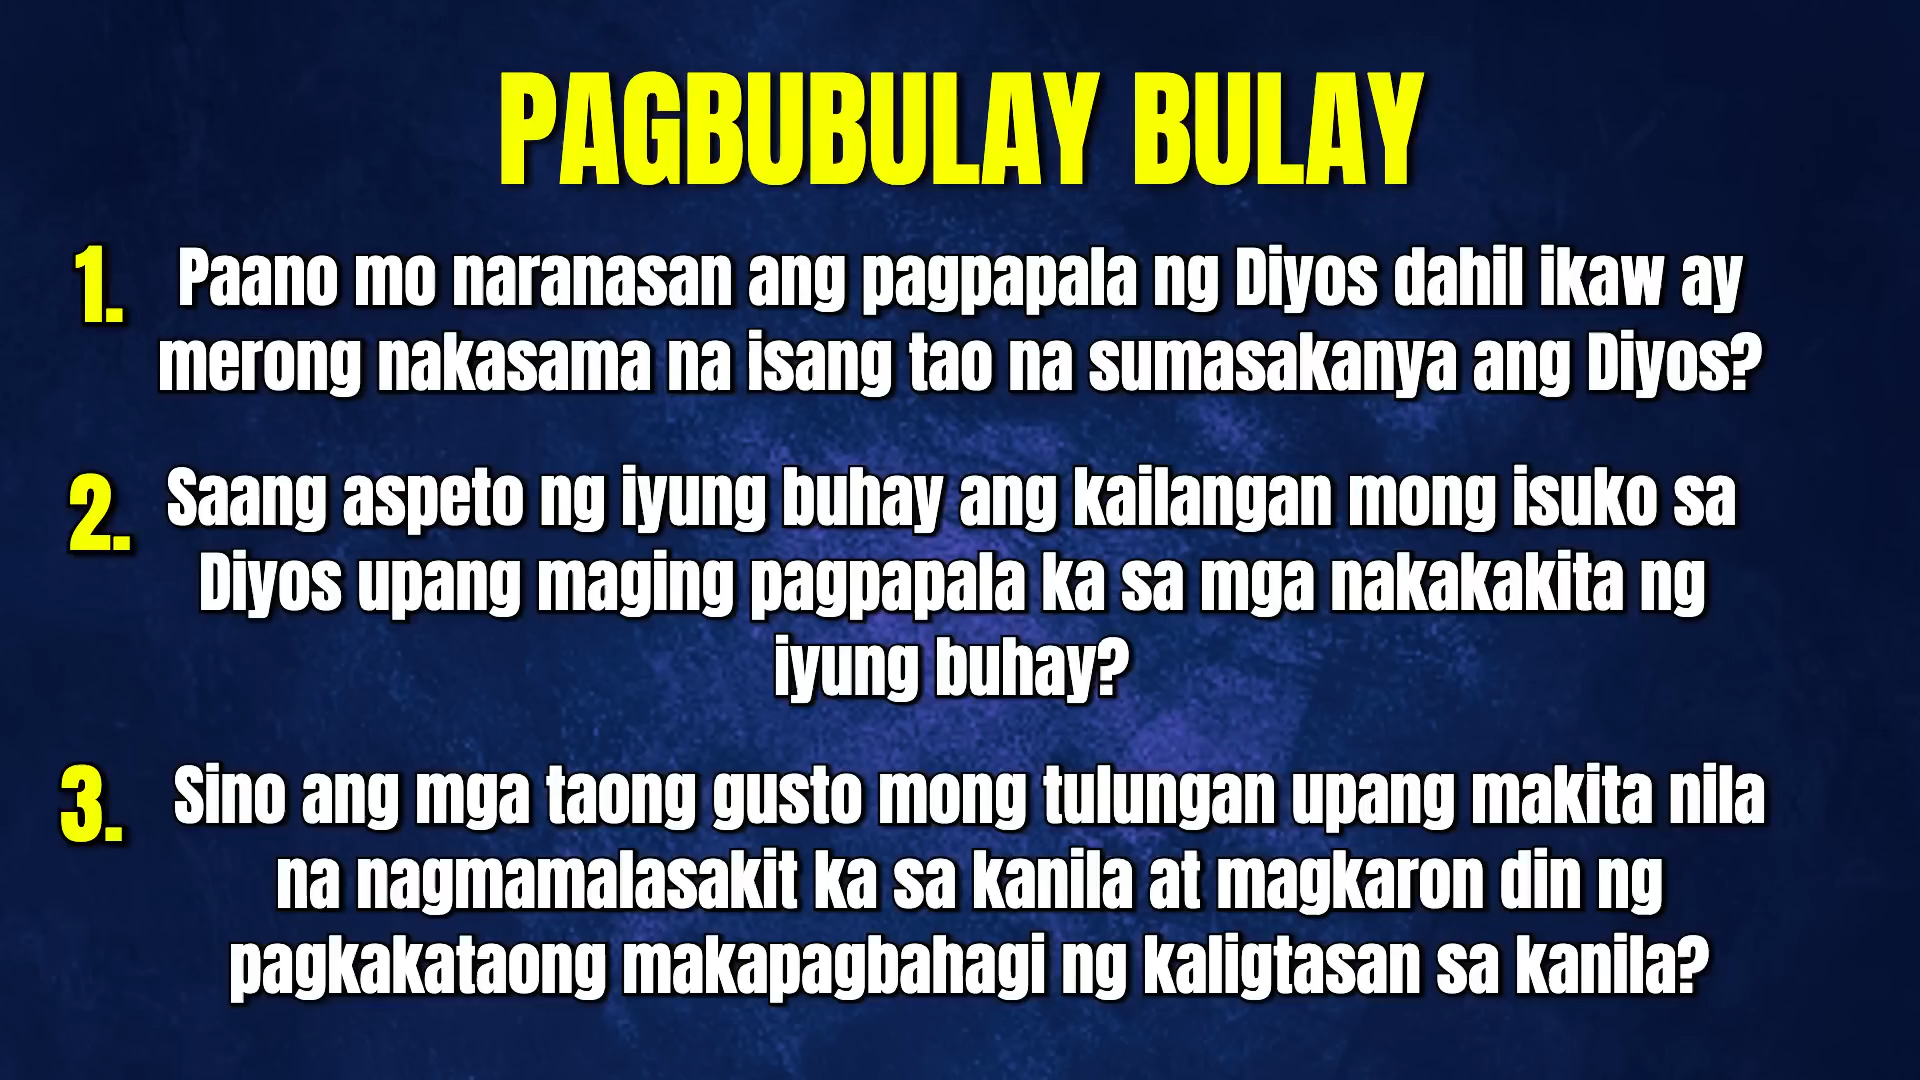 PAGBUBULAY BULAY
1. Paano mo naranasan ang pagpapala ng Diyos dahil ikaw ay
merong nakasama na isang tao na sumasakanya ang Diyos?
2. Saang aspeto ng iyung buhay ang kailangan mong isuko sa
Diyos upang maging pagpapala ka sa mga nakakakita ng
iyung buhay?
3. Sino ang mga taong gusto mong tulungan upang makita nila
na nagmamalasakit ka sa kanila at magkaron din ng
pagkakataong makapagbahagi ng kaligtasan sa kanila?